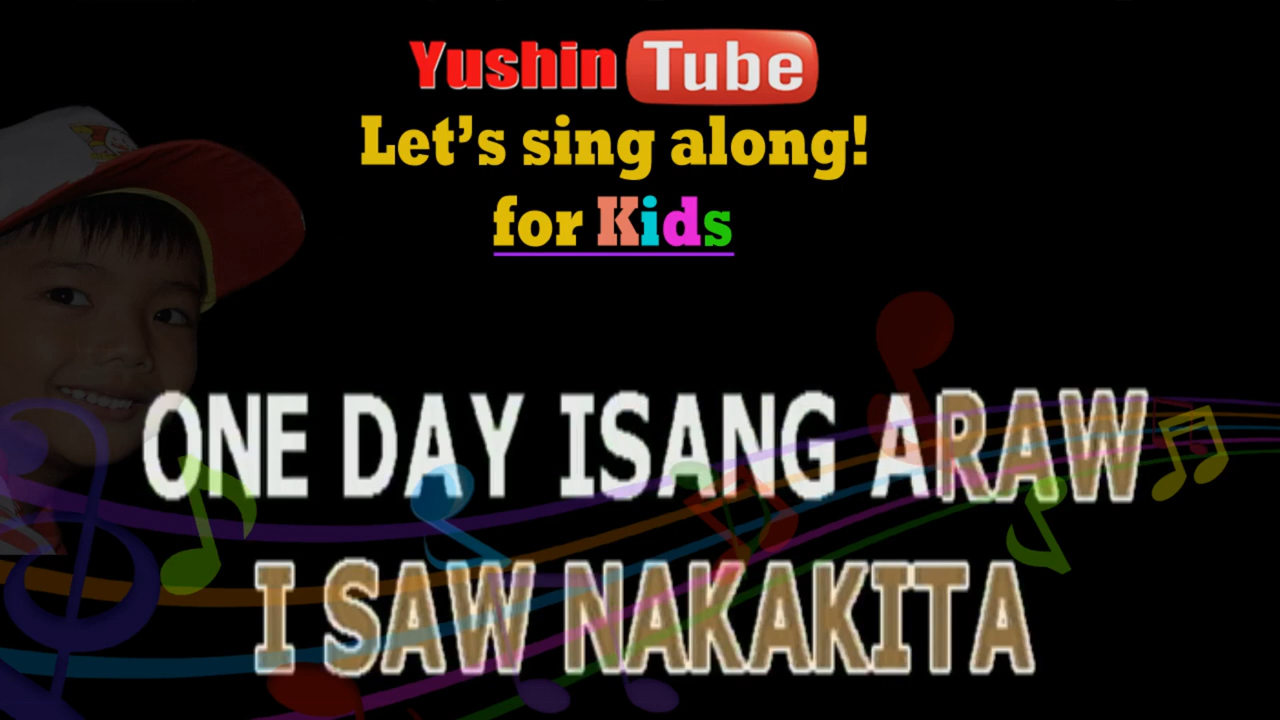 Yushin Tube
Let's sing along!
for Kids
ONE DAY ISANG ARAW
I SAW NAKAKITA